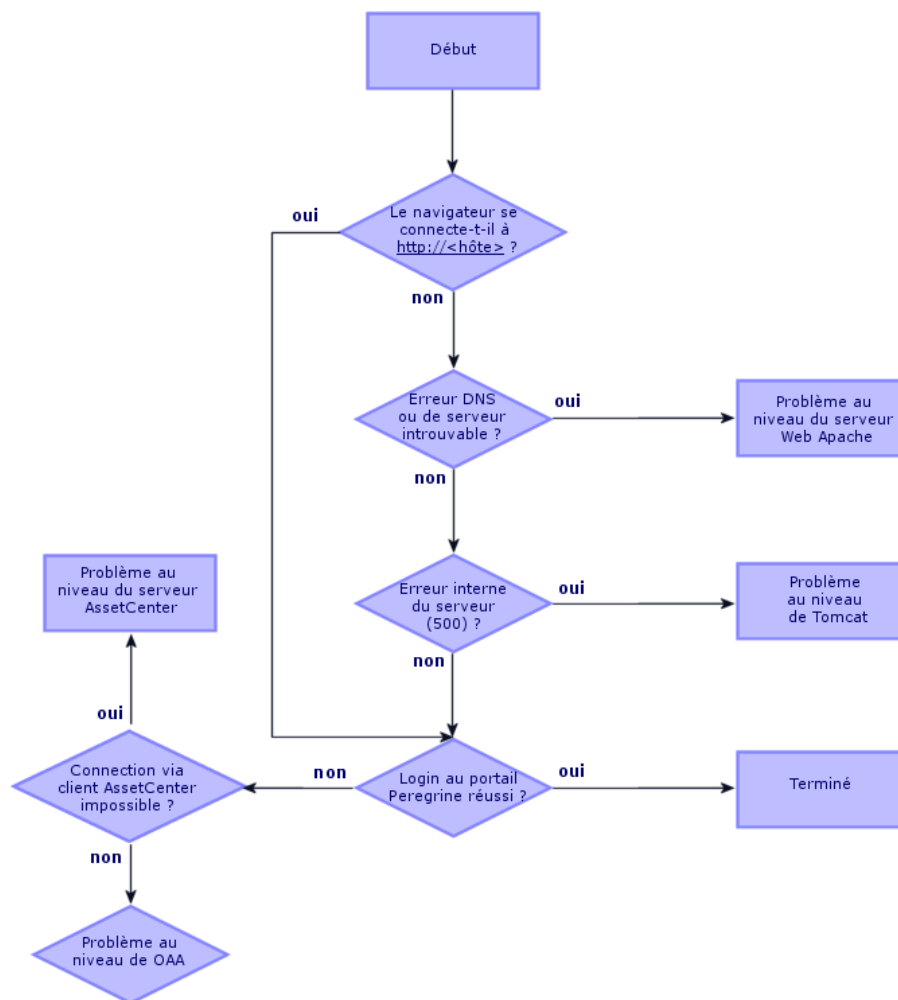 Début
oui
Le navigateur se
connecte-t-il à
http://<hôte> ?
non
Erreur DNS
ou de serveur
introuvable ?
oui
Problème au
niveau du serveur
Web Apache
non
Problème au
niveau du serveur
AssetCenter
Erreur interne
du serveur
(500) ?
oui
Problème
au niveau
de Tomcat
non
oui
Connection via
client AssetCenter
impossible ?
non
Login au portail
Peregrine réussi ?
oui
Terminé
non
Problème au
niveau de OAA